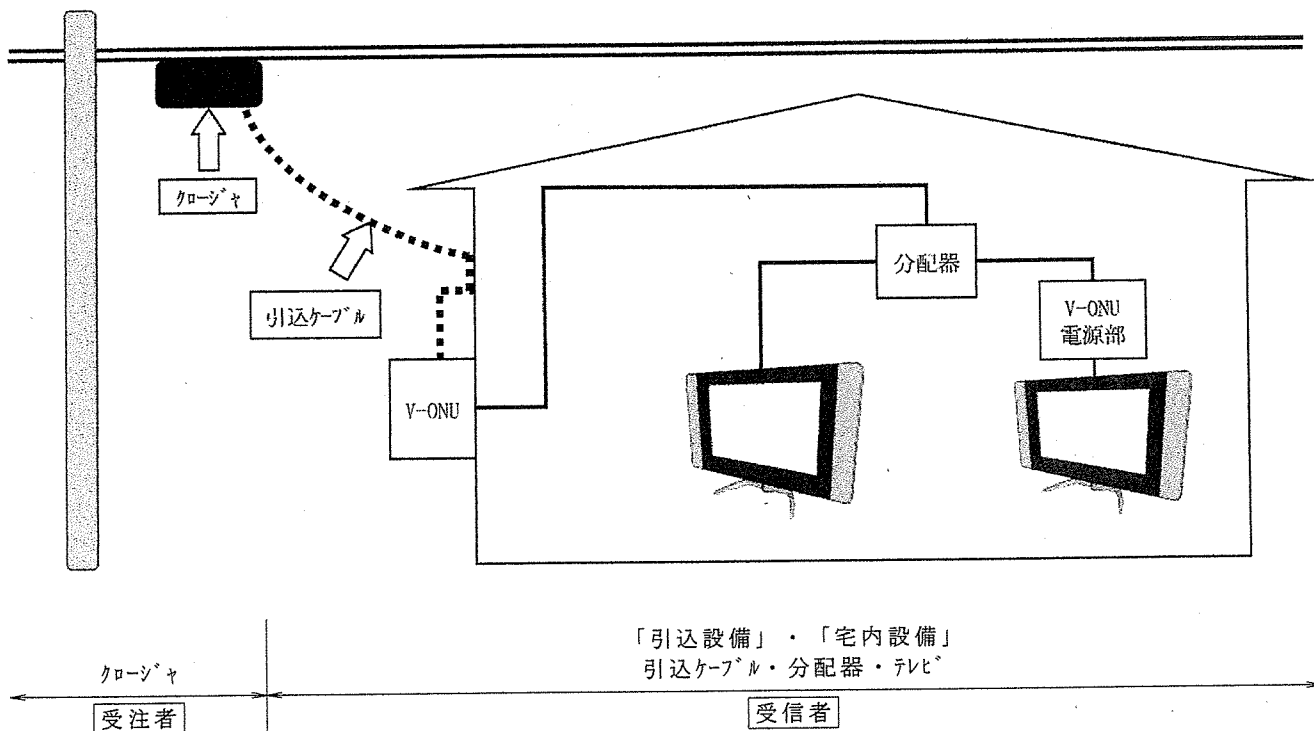 ｸﾛｰｼﾞｬ
引込ｹｰﾌﾞﾙ
分配器
V-ONU
電源部
V-ONU
「引込設備」・「宅内設備」
ｸﾛｰｼﾞｬ
引込ｹｰﾌﾞﾙ・分配器・ﾃﾚﾋﾞ
受注者
受信者